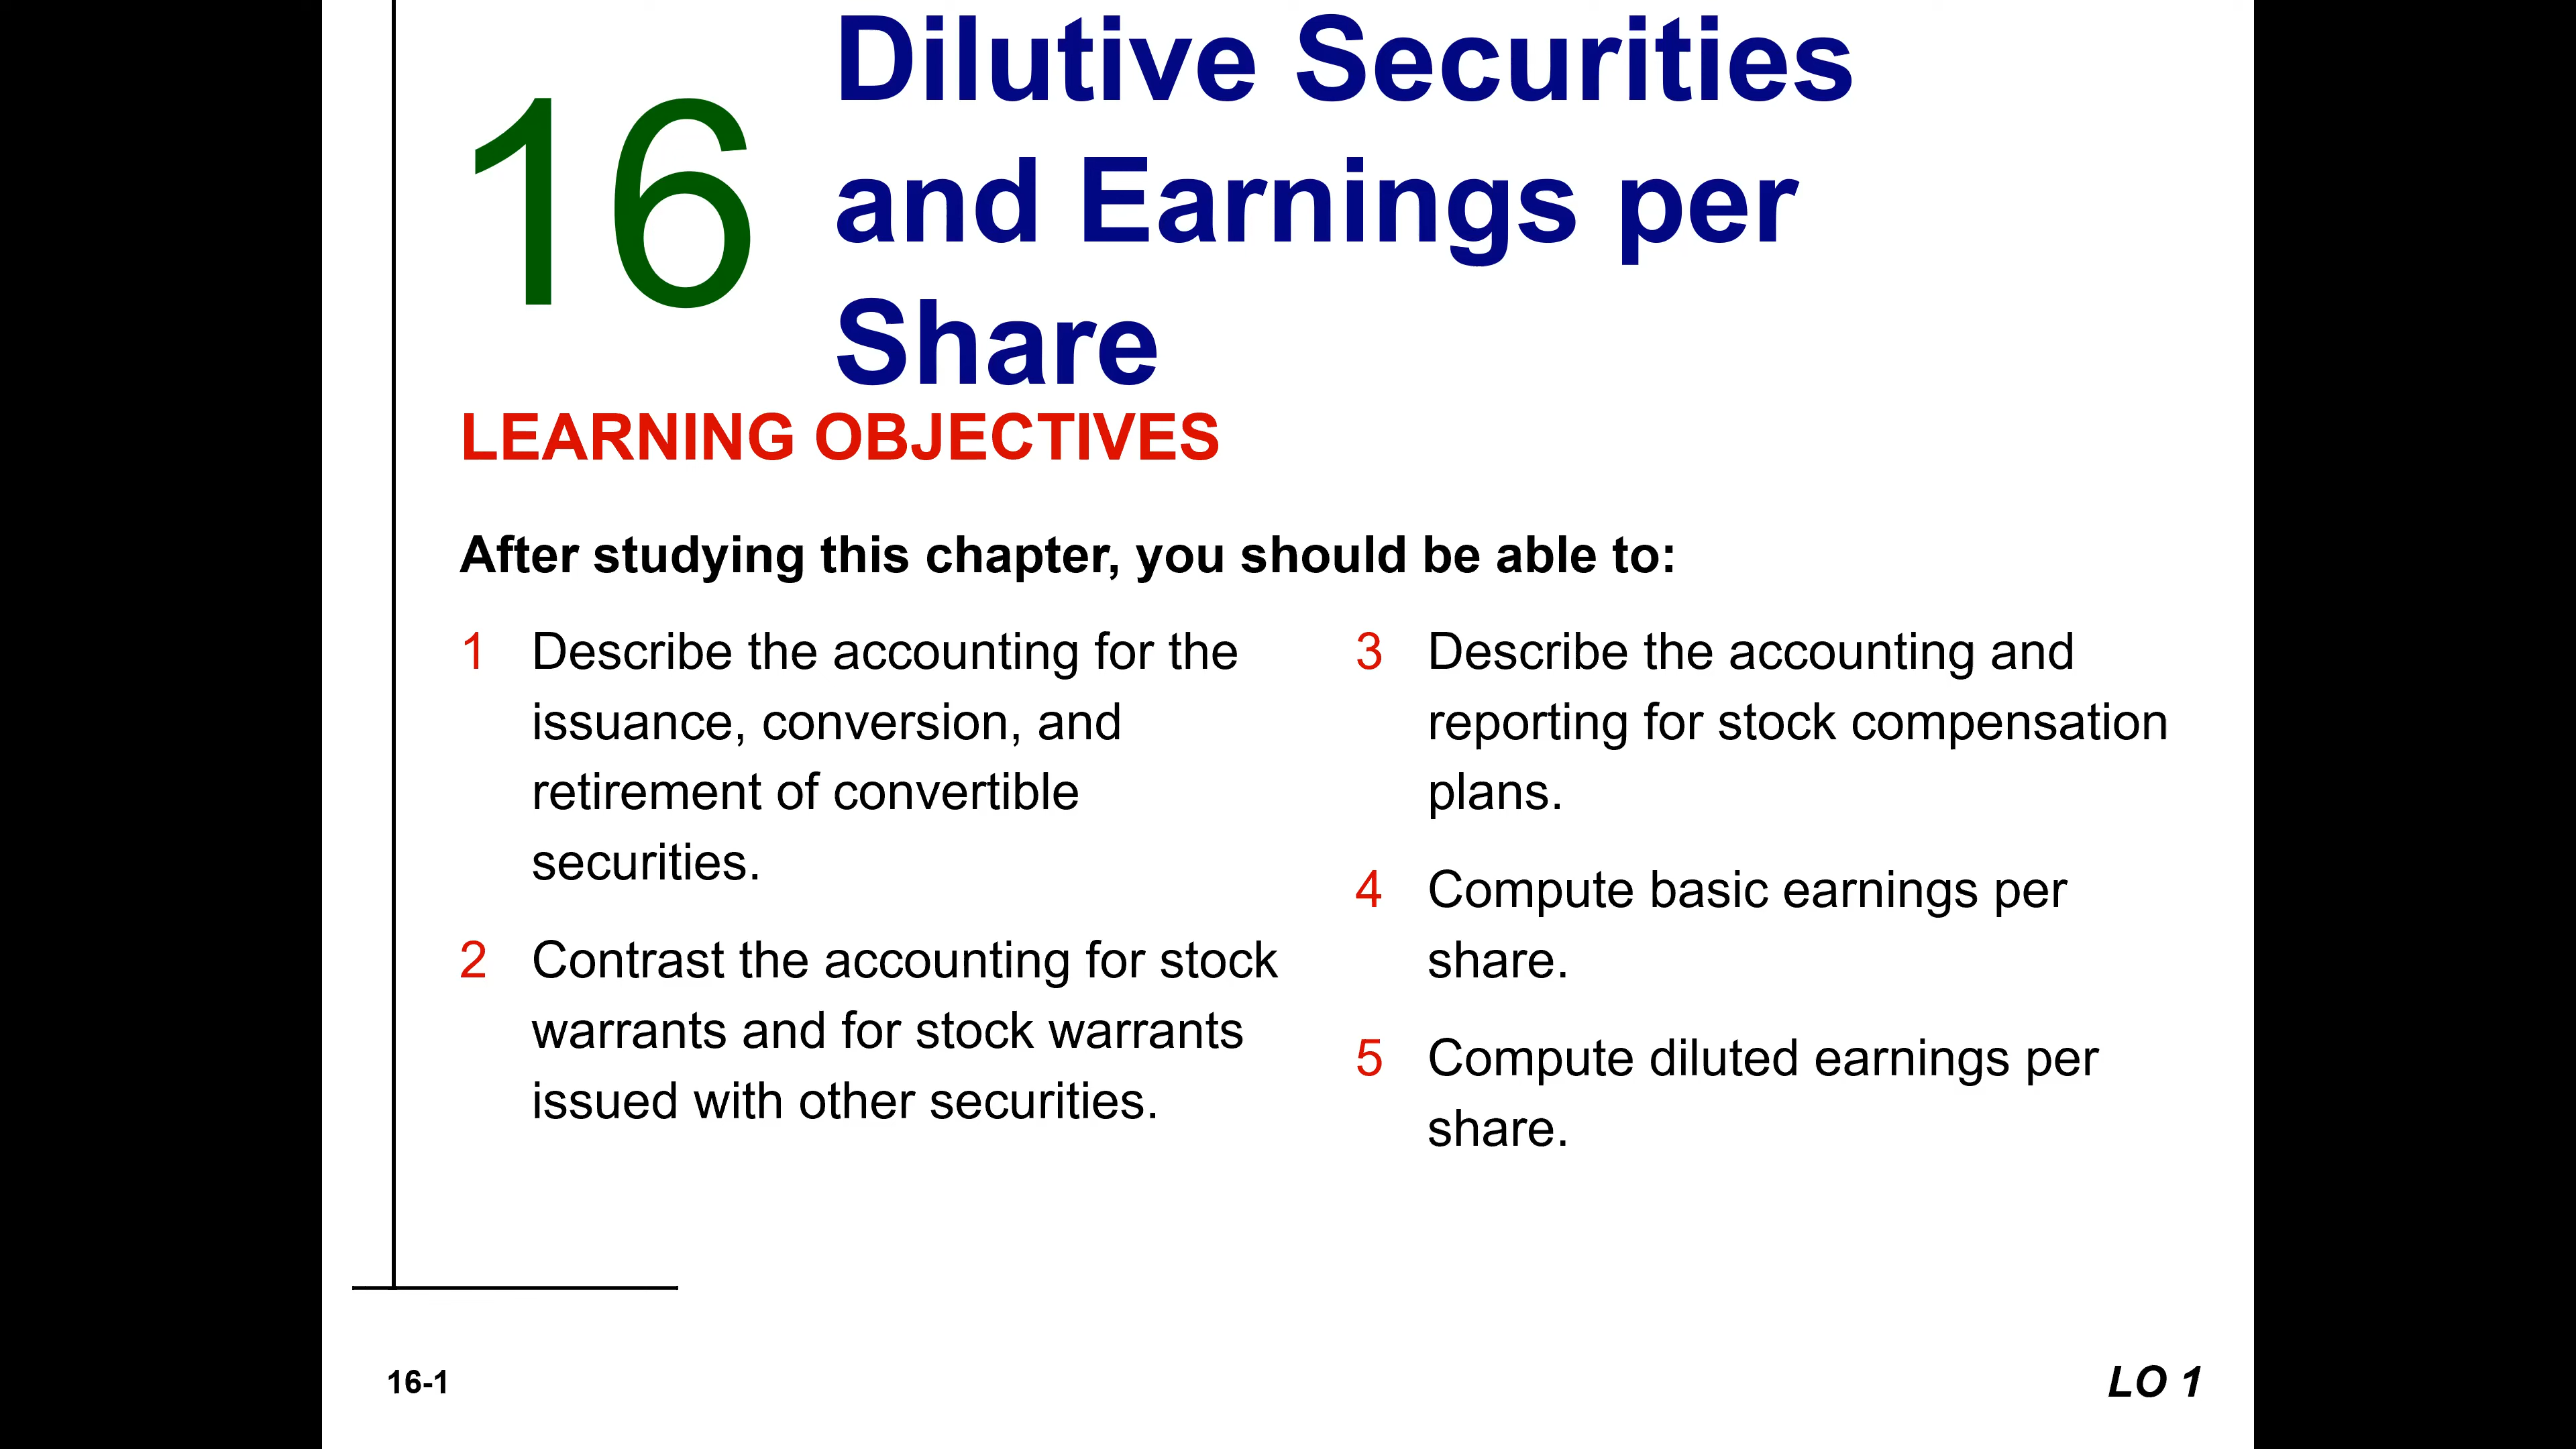 16
Dilutive Securities
and Earnings per
Share
LEARNING OBJECTIVES
After studying this chapter, you should be able to:
1 Describe the accounting for the
issuance, conversion, and
retirement of convertible
securities.
2 Contrast the accounting for stock
warrants and for stock warrants
issued with other securities.
3 Describe the accounting and
reporting for stock compensation
plans.
4 Compute basic earnings per
share.
5 Compute diluted earnings per
share.
16-1
LO 1